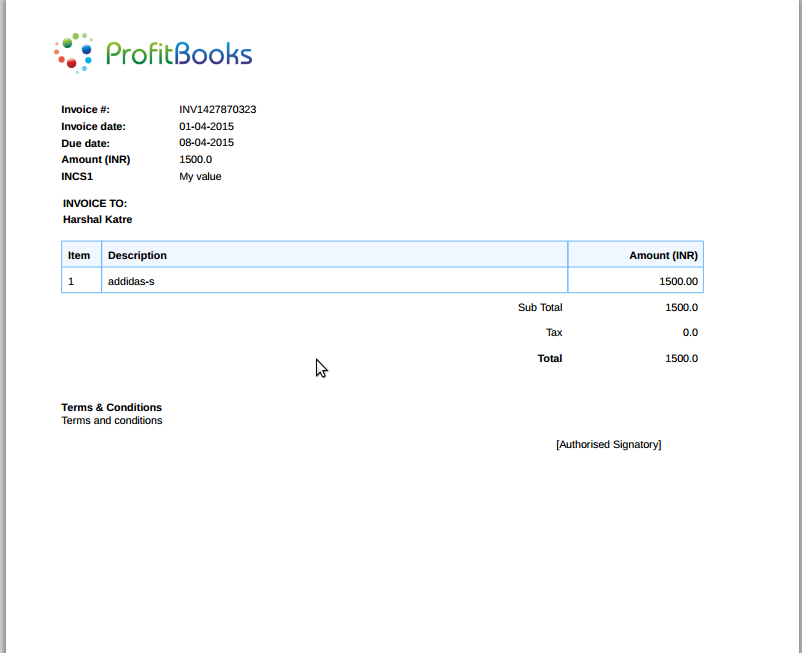 ProfitBooks
Invoice #: INV1427870323
Invoice date: 01-04-2015
Due date: 08-04-2015
Amount (INR) 1500.0
INCS1 My value
INVOICE TO:
Harshal Katre
Item Description Amount (INR)
1 addidas-s 1500.00
Sub Total 1500.0
Tax 0.0
Total 1500.0
Terms & Conditions
Terms and conditions
[Authorised Signatory]